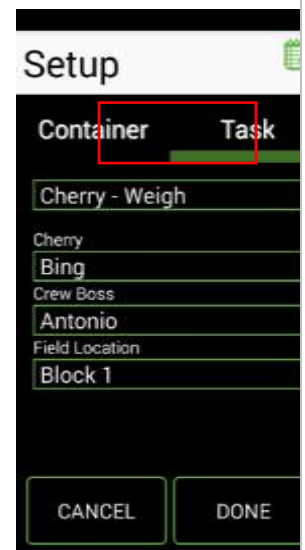 Setup
Container Task
Cherry - Weigh
Cherry
Bing
Crew Boss
Antonio
Field Location
Block 1
CANCEL DONE